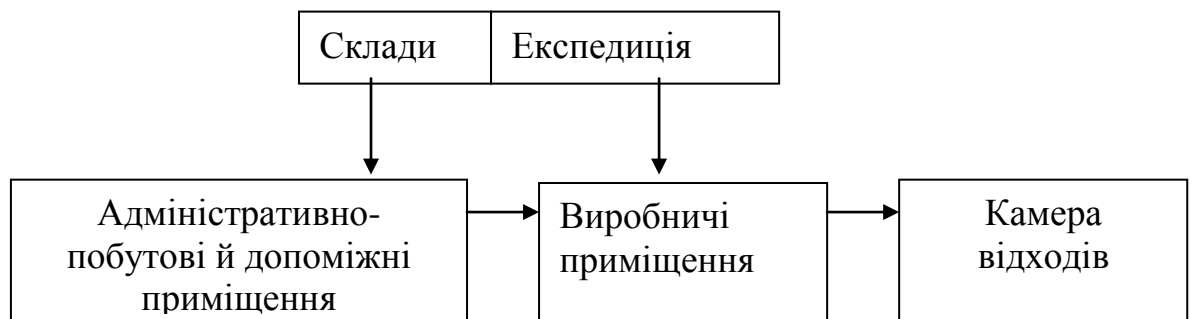 Склади
Експедиція
Адміністративно-
побутові й допоміжні
приміщення
Виробничі
приміщення
Камера
відходів